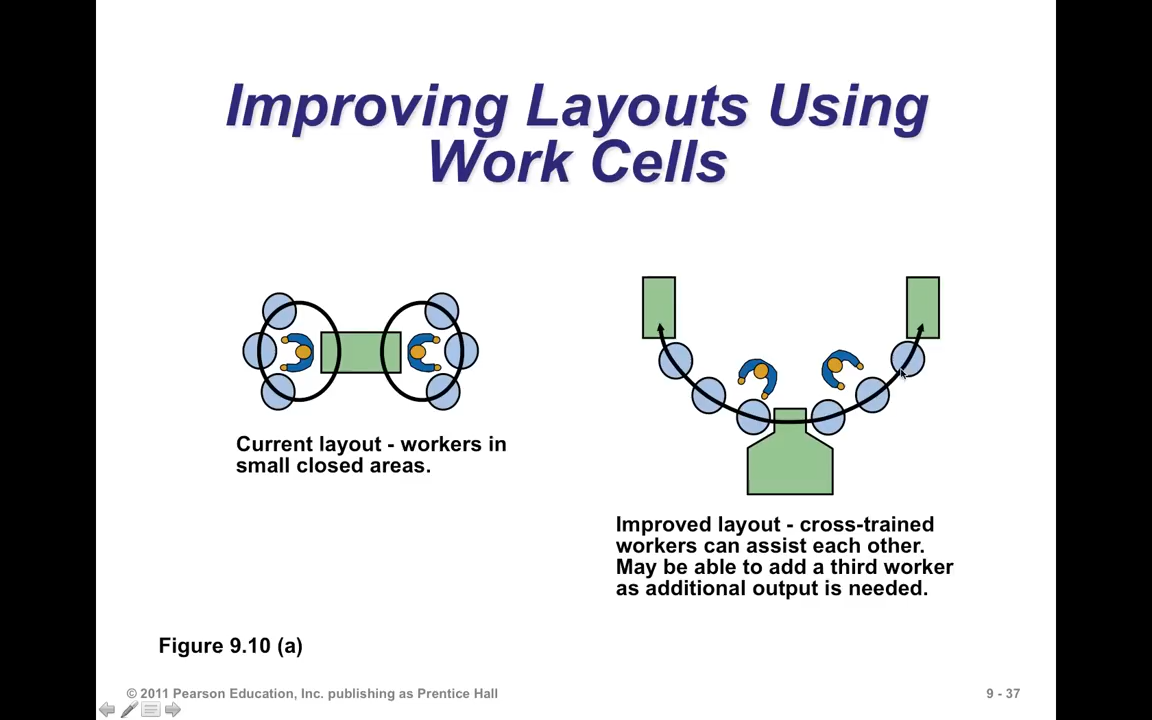 Improving Layouts Using
Work Cells
Current layout - workers in
small closed areas.
Improved layout - cross-trained
workers can assist each other.
May be able to add a third worker
as additional output is needed.
Figure 9.10 (a)
© 2011 Pearson Education, Inc. publishing as Prentice Hall
9 - 37